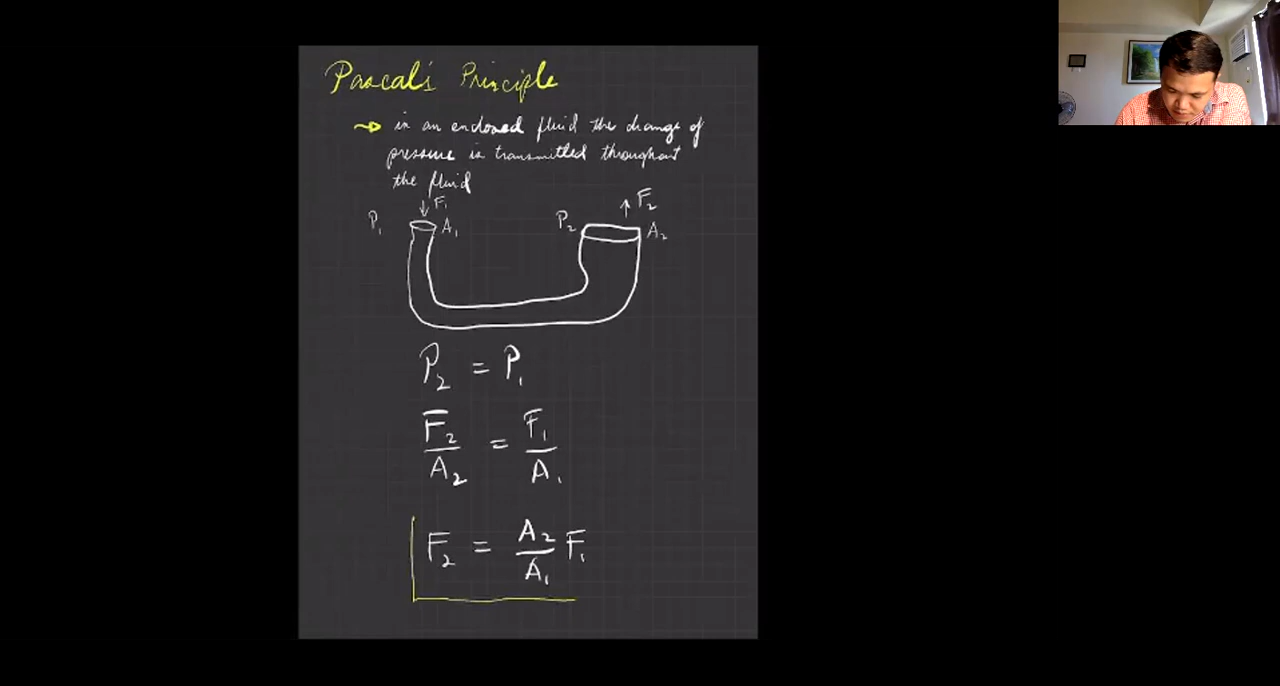 Pascal's Principle
→ in an enclosed fluid the change of
pressure is transmitted throughout
the fluid
F₁
F₂
P₁ A₁ P₂ A₂
P₂ = P₁
F₂/A₂ = F₁/A₁
F₂ = A₂/A₁ F₁